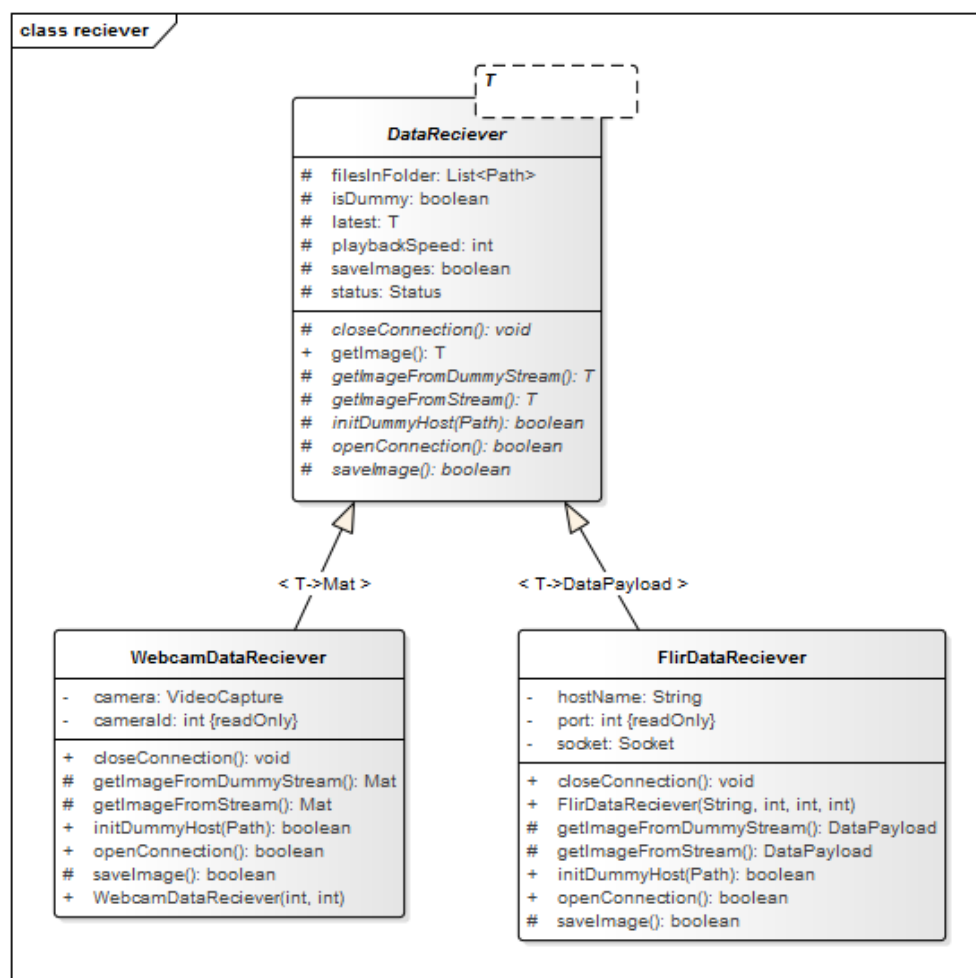 class reciever
T
DataReciever
# filesInFolder: List<Path>
# isDummy: boolean
# latest: T
# playbackSpeed: int
# saveImages: boolean
# status: Status
# closeConnection(): void
+ getImage(): T
# getImageFromDummyStream(): T
# getImageFromStream(): T
# initDummyHost(Path): boolean
# openConnection(): boolean
# saveImage(): boolean
< T->Mat >
< T->DataPayload >
WebcamDataReciever
- camera: VideoCapture
- cameraId: int {readOnly}
+ closeConnection(): void
# getImageFromDummyStream(): Mat
# getImageFromStream(): Mat
+ initDummyHost(Path): boolean
+ openConnection(): boolean
# saveImage(): boolean
+ WebcamDataReciever(int, int)
FlirDataReciever
- hostName: String
- port: int {readOnly}
- socket: Socket
+ closeConnection(): void
+ FlirDataReciever(String, int, int, int)
# getImageFromDummyStream(): DataPayload
# getImageFromStream(): DataPayload
+ initDummyHost(Path): boolean
+ openConnection(): boolean
# saveImage(): boolean